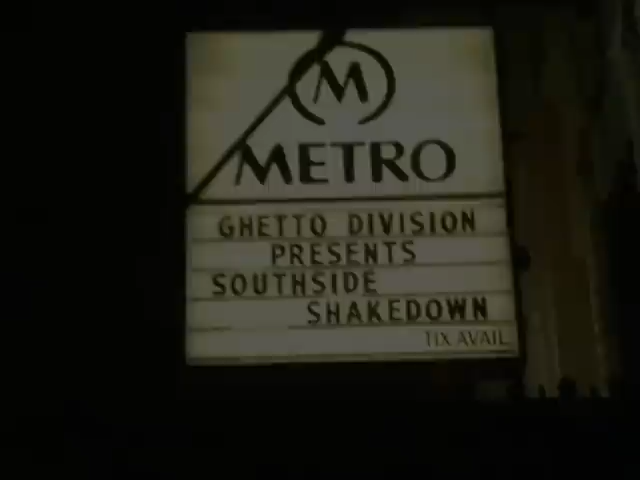 M
METRO
GHETTO DIVISION
PRESENTS
SOUTHSIDE
SHAKEDOWN
TIX AVAIL